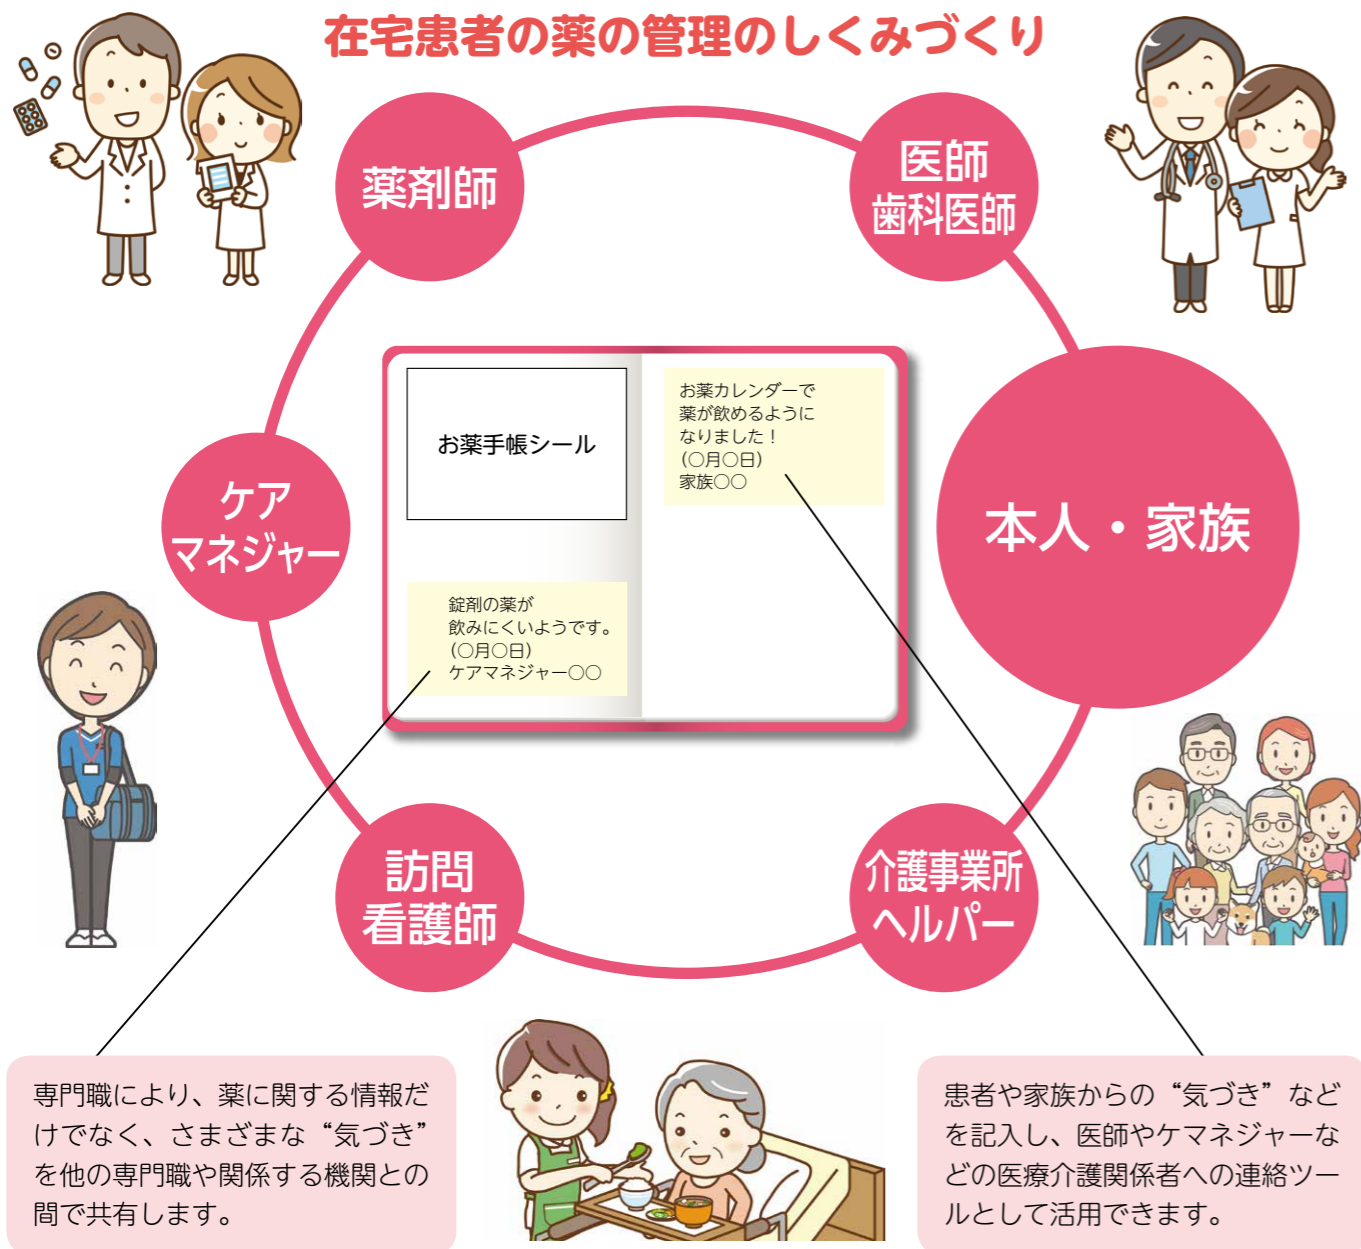 在宅患者の薬の管理のしくみづくり
薬剤師
医師
歯科医師
ケア
マネジャー
本人・家族
お薬手帳シール
お薬カレンダーで
薬が飲めるように
なりました！
(○月○日)
家族○○
錠剤の薬が
飲みにくいようです。
(○月○日)
ケアマネジャー○○
訪問
看護師
介護事業所
ヘルパー
専門職により、薬に関する情報だ
けでなく、さまざまな“気づき”
を他の専門職や関係する機関との
間で共有します。
患者や家族からの“気づき”など
を記入し、医師やケマネジャーな
どの医療介護関係者への連絡ツー
ルとして活用できます。